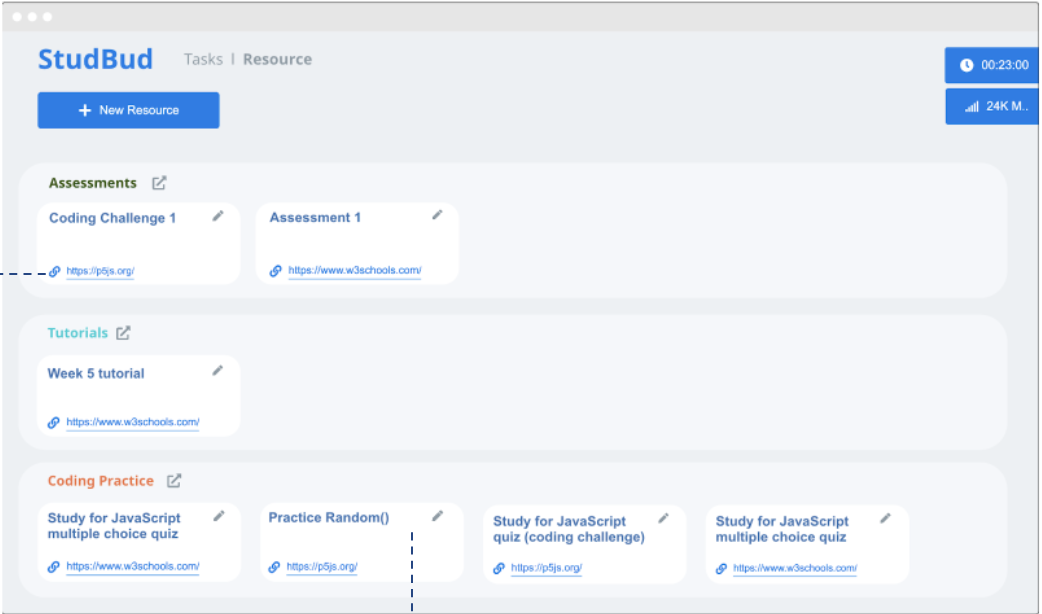 StudBud Tasks | Resource
00:23:00
+ New Resource
24K M..
Assessments
Coding Challenge 1
https://p5js.org/
Assessment 1
https://www.w3schools.com/
Tutorials
Week 5 tutorial
https://www.w3schools.com/
Coding Practice
Study for JavaScript
multiple choice quiz
https://www.w3schools.com/
Practice Random()
https://p5js.org/
Study for JavaScript
quiz (coding challenge)
https://p5js.org/
Study for JavaScript
multiple choice quiz
https://www.w3schools.com/